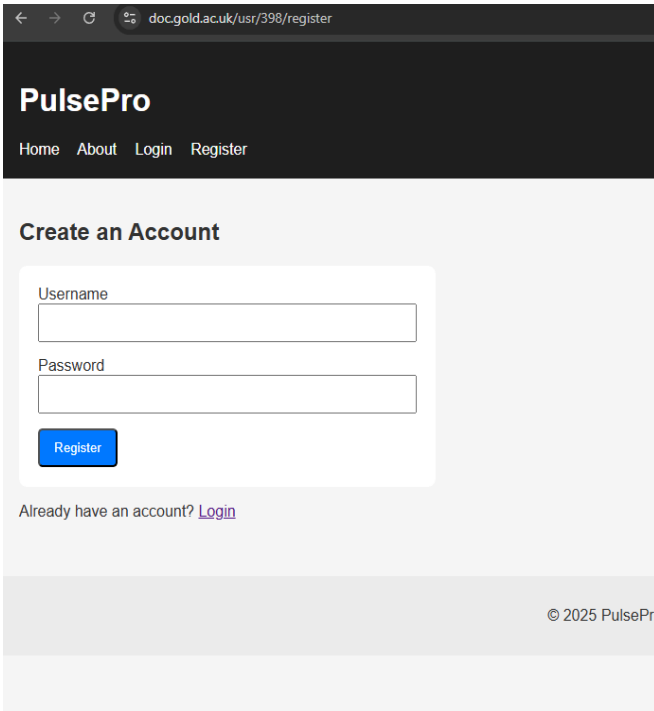 doc.gold.ac.uk/usr/398/register
PulsePro
Home About Login Register
Create an Account
Username
Password
Register
Already have an account? Login
© 2025 PulsePr